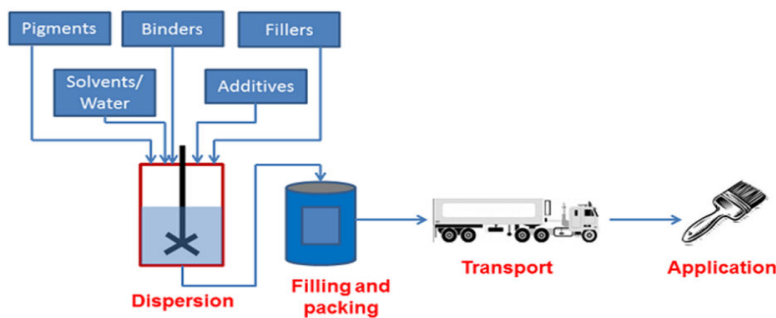 Pigments
Binders
Fillers
Solvents/
Water
Additives
Dispersion
Filling and
packing
Transport
Application